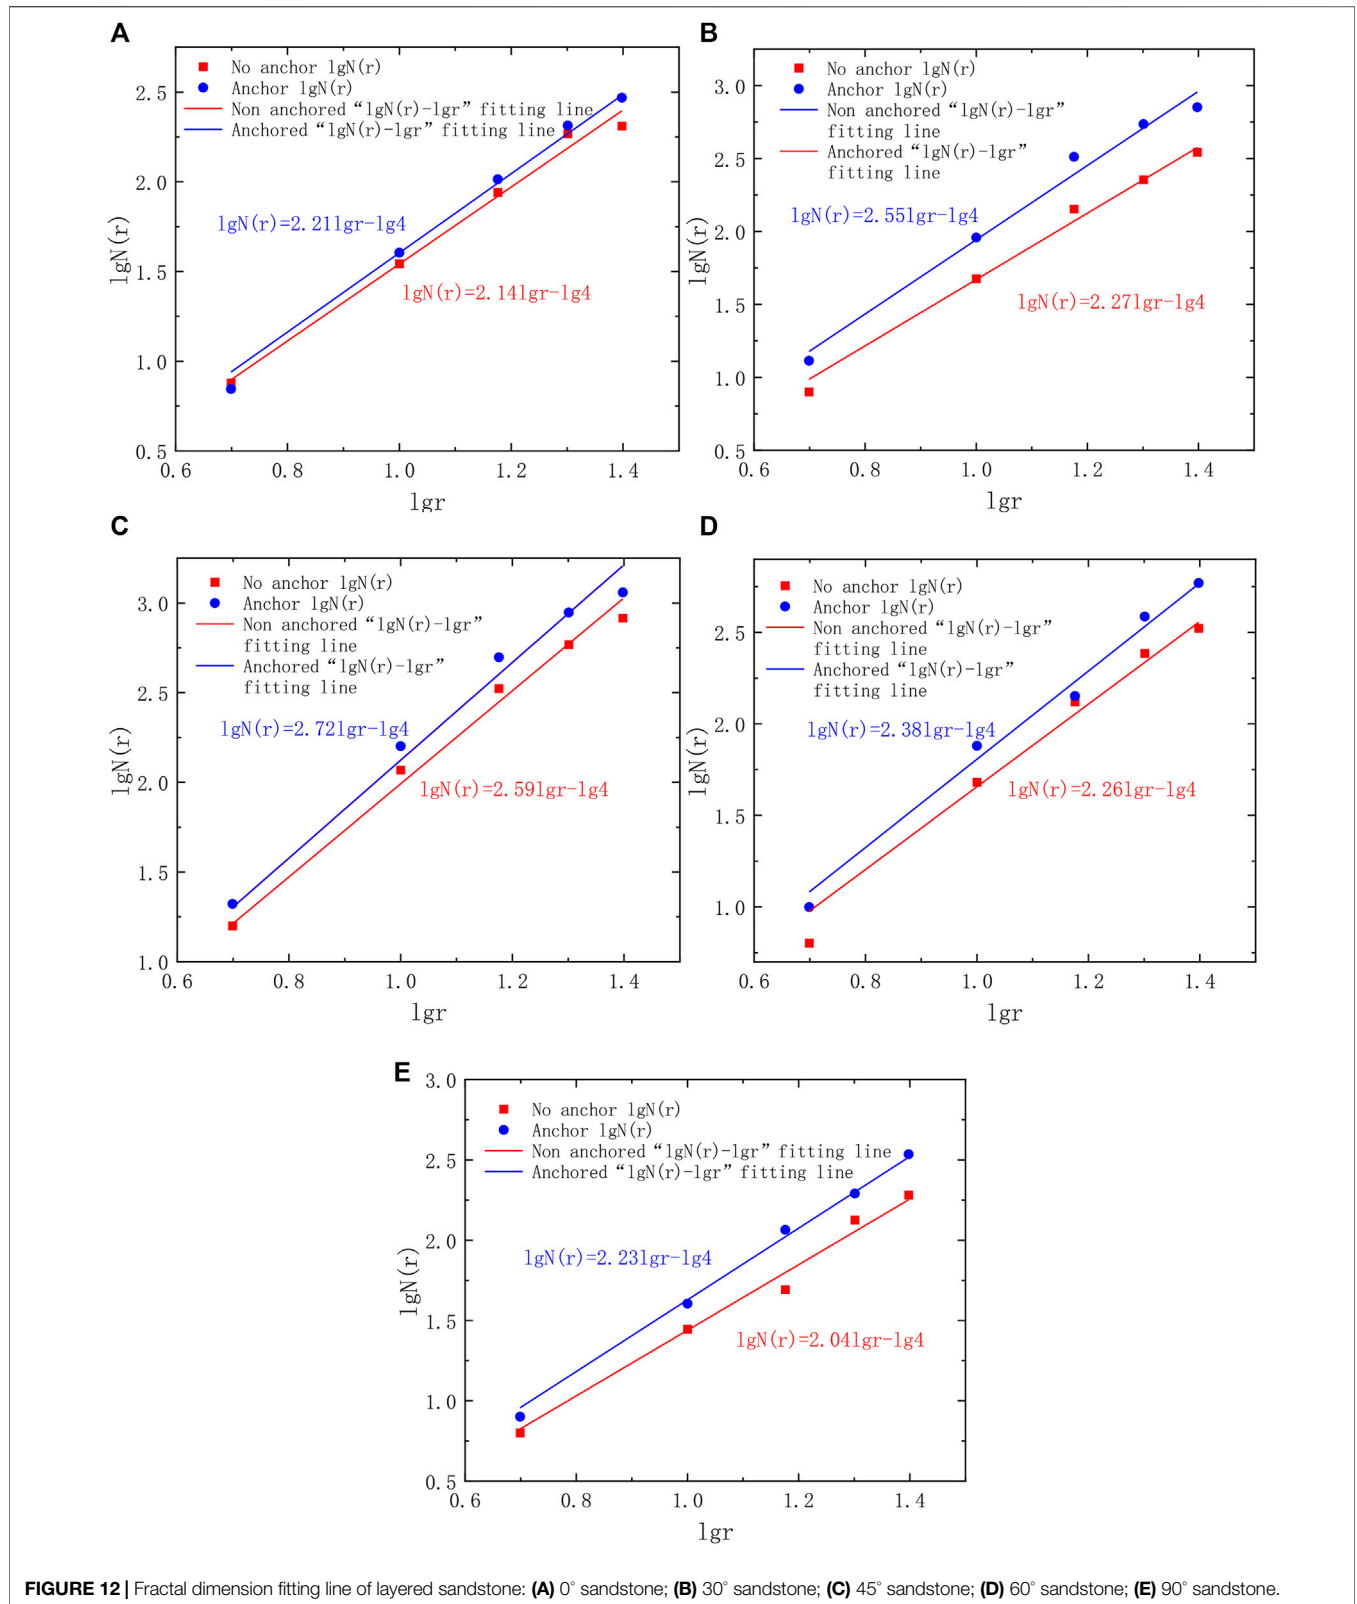 A
No anchor lgN(r)
Anchor lgN(r)
Non anchored “lgN(r)-lgr” fitting line
Anchored “lgN(r)-lgr” fitting line
lgN(r)=2.21lgr-lg4
lgN(r)=2.14lgr-lg4
2.5
2.0
1.5
1.0
0.5
0.6 0.8 1.0 1.2 1.4
lgN(r)
lgr
B
No anchor lgN(r)
Anchor lgN(r)
Non anchored “lgN(r)-lgr”
fitting line
Anchored “lgN(r)-lgr”
fitting line
lgN(r)=2.55lgr-lg4
lgN(r)=2.27lgr-lg4
3.0
2.5
2.0
1.5
1.0
0.5
0.6 0.8 1.0 1.2 1.4
lgN(r)
lgr
C
No anchor lgN(r)
Anchor lgN(r)
Non anchored “lgN(r)-lgr”
fitting line
Anchored “lgN(r)-lgr”
fitting line
lgN(r)=2.72lgr-lg4
lgN(r)=2.59lgr-lg4
3.0
2.5
2.0
1.5
1.0
0.6 0.8 1.0 1.2 1.4
lgN(r)
lgr
D
No anchor lgN(r)
Anchor lgN(r)
Non anchored “lgN(r)-lgr”
fitting line
Anchored “lgN(r)-lgr”
fitting line
lgN(r)=2.38lgr-lg4
lgN(r)=2.26lgr-lg4
2.5
2.0
1.5
1.0
0.6 0.8 1.0 1.2 1.4
lgN(r)
lgr
E
No anchor lgN(r)
Anchor lgN(r)
Non anchored “lgN(r)-lgr” fitting line
Anchored “lgN(r)-lgr” fitting line
lgN(r)=2.23lgr-lg4
lgN(r)=2.04lgr-lg4
3.0
2.5
2.0
1.5
1.0
0.5
0.6 0.8 1.0 1.2 1.4
lgN(r)
lgr
FIGURE 12 | Fractal dimension fitting line of layered sandstone: (A) 0° sandstone; (B) 30° sandstone; (C) 45° sandstone; (D) 60° sandstone; (E) 90° sandstone.